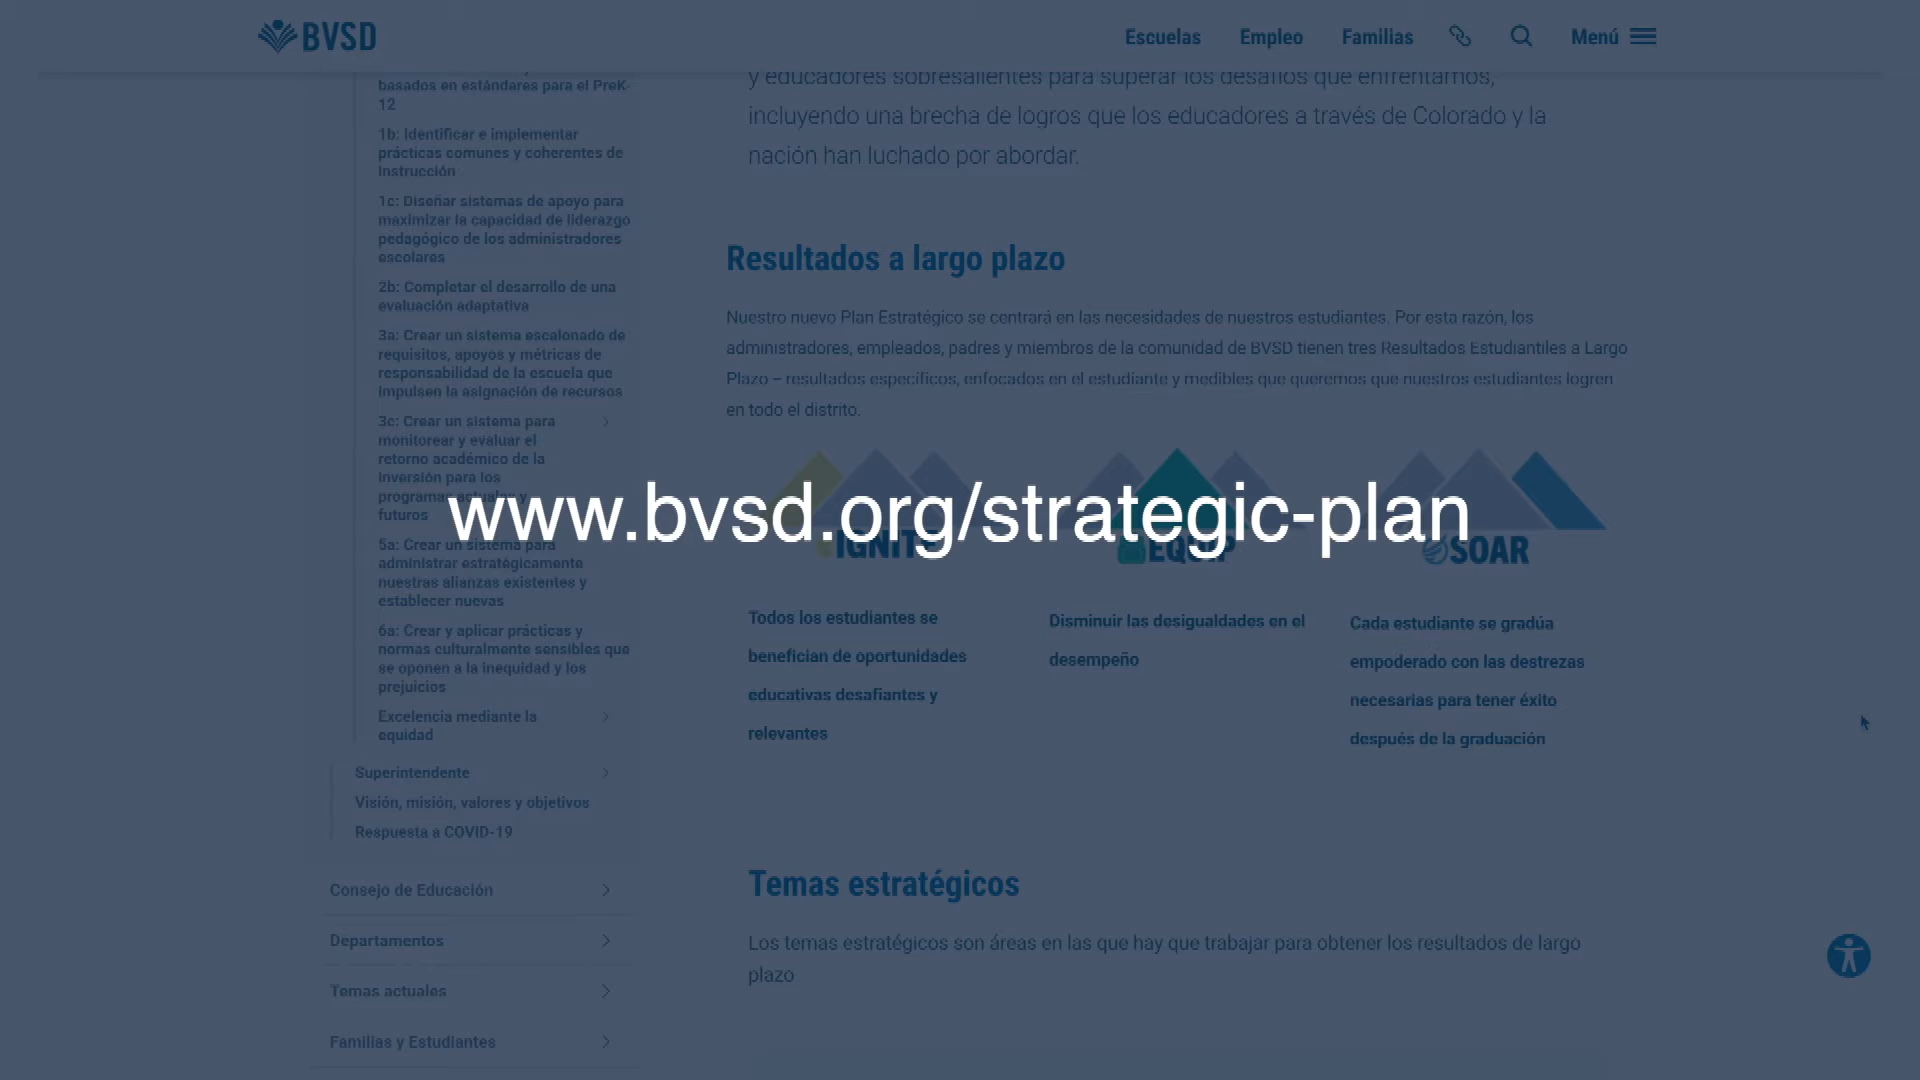 BVSD
Escuelas
Empleo
Familias
Menú
basados en estándares para el PreK-
12
1b: Identificar e implementar
prácticas comunes y coherentes de
instrucción
1c: Diseñar sistemas de apoyo para
maximizar la capacidad de liderazgo
pedagógico de los administradores
escolares
2b: Completar el desarrollo de una
evaluación adaptativa
3a: Crear un sistema escalonado de
requisitos, apoyos y métricas de
responsabilidad de la escuela que
impulsen la asignación de recursos
3c: Crear un sistema para
monitorear y evaluar el
retorno académico de la
inversión para los
programas actuales y
futuros
5a: Crear un sistema para
administrar estratégicamente
nuestras alianzas existentes y
establecer nuevas
6a: Crear y aplicar prácticas y
normas culturalmente sensibles que
se oponen a la inequidad y los
prejuicios
Excelencia mediante la
equidad
Superintendente
Visión, misión, valores y objetivos
Respuesta a COVID-19
Consejo de Educación
Departamentos
Temas actuales
Familias y Estudiantes
y educadores sobresalientes para superar los desafíos que enfrentamos,
incluyendo una brecha de logros que los educadores a través de Colorado y la
nación han luchado por abordar.
Resultados a largo plazo
Nuestro nuevo Plan Estratégico se centrará en las necesidades de nuestros estudiantes. Por esta razón, los
administradores, empleados, padres y miembros de la comunidad de BVSD tienen tres Resultados Estudiantiles a Largo
Plazo – resultados específicos, enfocados en el estudiante y medibles que queremos que nuestros estudiantes logren
en todo el distrito.
www.bvsd.org/strategic-plan
IGNITE
EQUIP
SOAR
Todos los estudiantes se
benefician de oportunidades
educativas desafiantes y
relevantes
Disminuir las desigualdades en el
desempeño
Cada estudiante se gradúa
empoderado con las destrezas
necesarias para tener éxito
después de la graduación
Temas estratégicos
Los temas estratégicos son áreas en las que hay que trabajar para obtener los resultados de largo
plazo